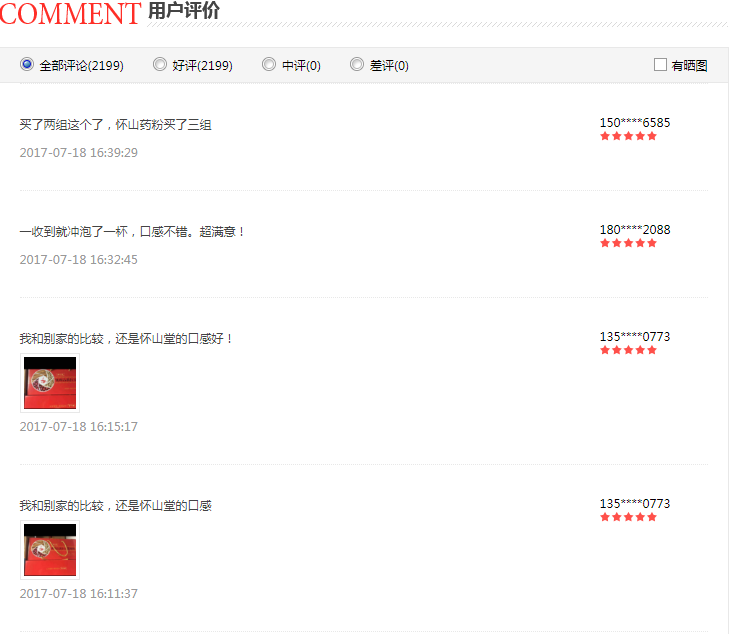 COMMENT 用户评价
全部评论(2199) 好评(2199) 中评(0) 差评(0) 有晒图
买了两组这个了，怀山药粉买了三组 150****6585
2017-07-18 16:39:29
一收到就冲泡了一杯，口感不错。超满意！ 180****2088
2017-07-18 16:32:45
我和别家的比较，还是怀山堂的口感好！ 135****0773
2017-07-18 16:15:17
我和别家的比较，还是怀山堂的口感 135****0773
2017-07-18 16:11:37